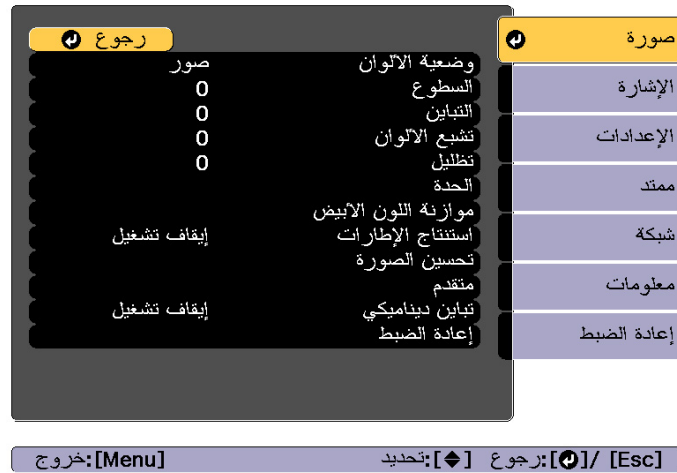 صورة
الإشارة
الإعدادات
ممتد
شبكة
معلومات
إعادة الضبط
رجوع
وضعية الألوان صور
السطوع 0
التباين 0
تشبع الألوان 0
تظليل 0
الحدة
موازنة اللون الأبيض
استنتاج الإطارات إيقاف تشغيل
تحسين الصورة
متقدم
تباين ديناميكي إيقاف تشغيل
إعادة الضبط
[Esc] /[↵]:رجوع [◆]:تحديد [Menu]:خروج